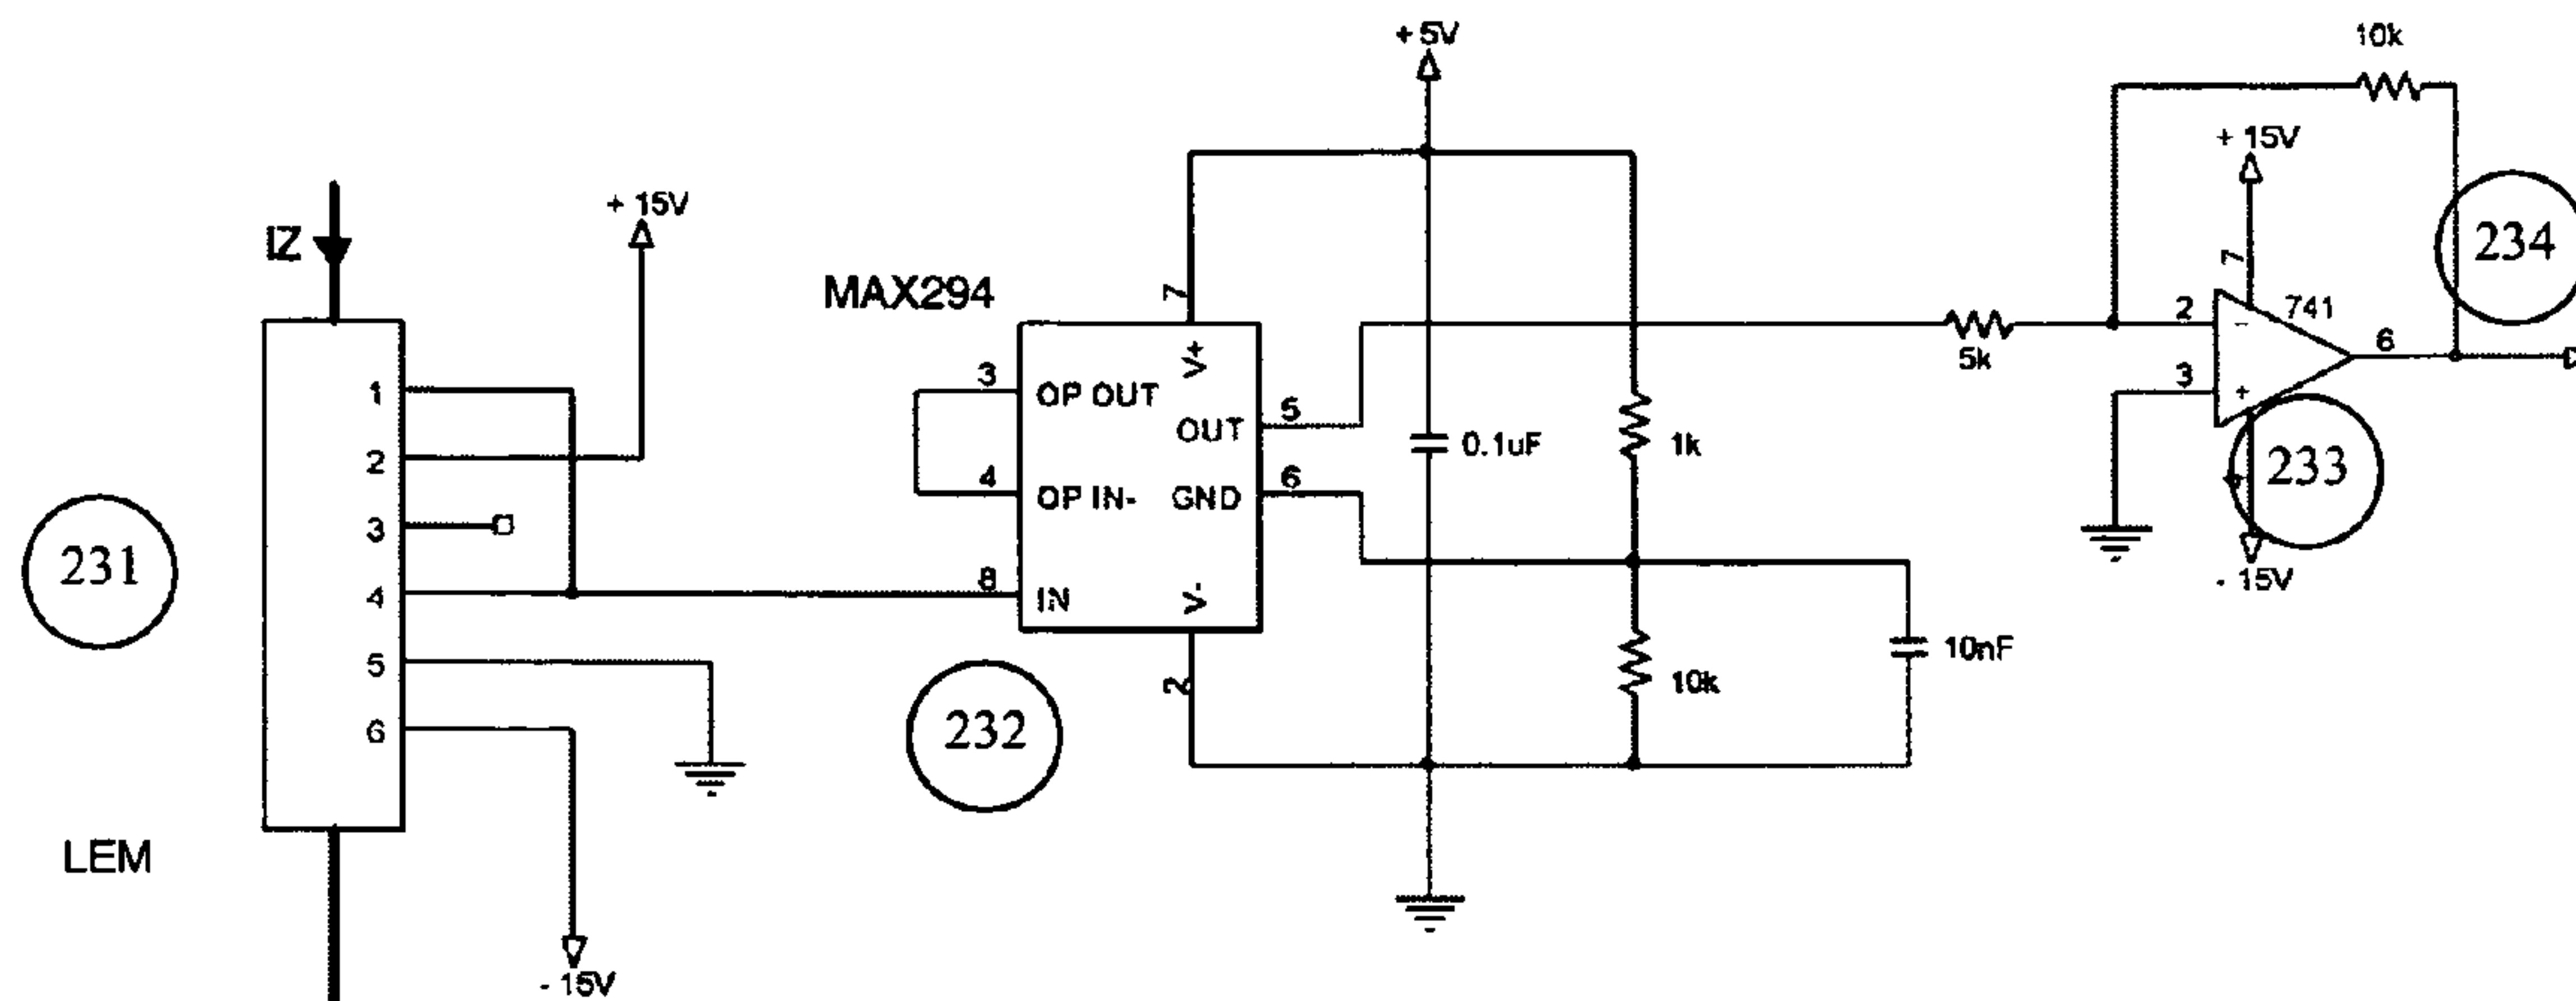 + 5V
10k
+ 15V
+ 15V
IZ
234
MAX294
7
7
741
2
-
6
5k
3
+
1
3
OP OUT
V+
OUT
5
0.1uF
1k
2
4
OP IN-
GND
6
233
3
231
4
8
IN
V-
- 15V
5
10nF
2
10k
6
232
LEM
- 15V